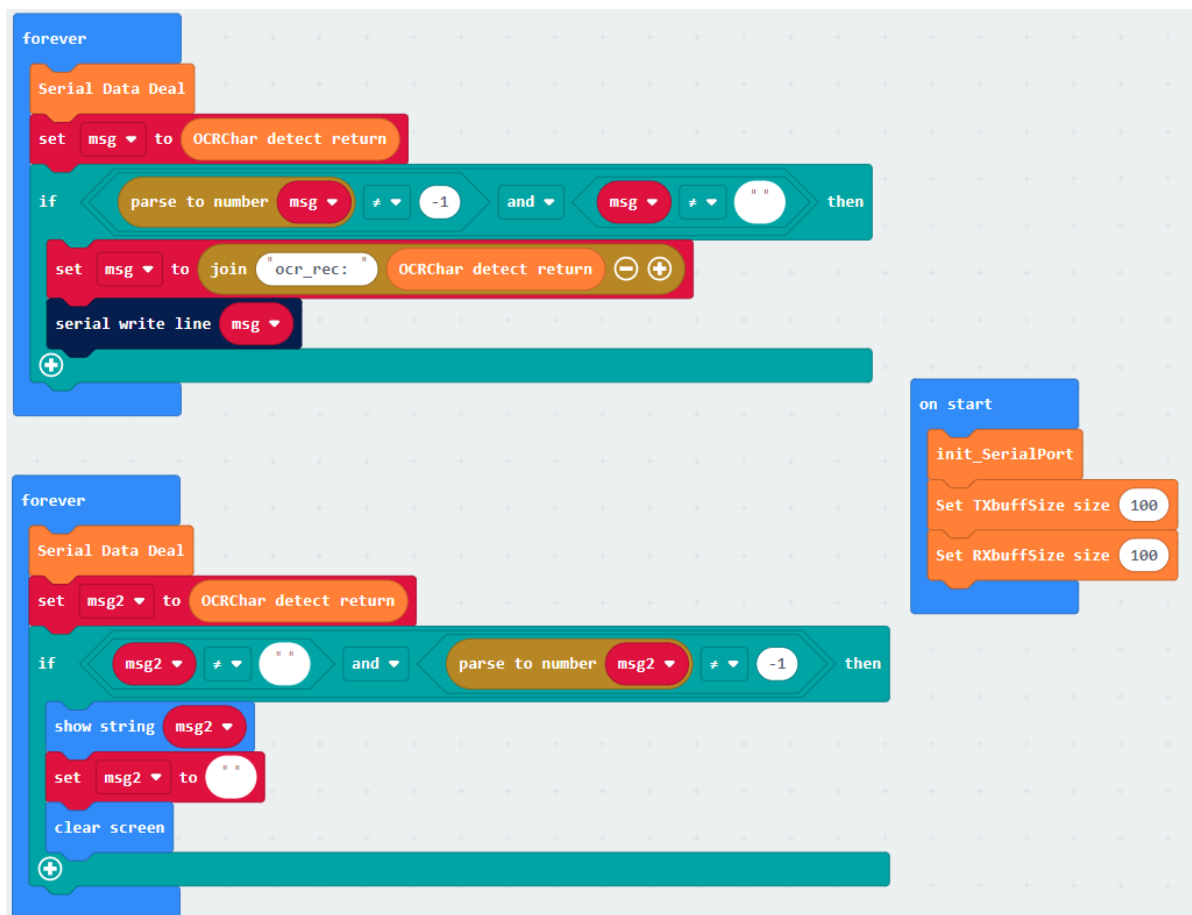 forever
Serial Data Deal
set msg to OCRChar detect return
if parse to number msg ≠ -1 and msg ≠ " " then
set msg to join "ocr_rec: " OCRChar detect return
serial write line msg
on start
init_SerialPort
Set TXbuffSize size 100
Set RXbuffSize size 100
forever
Serial Data Deal
set msg2 to OCRChar detect return
if msg2 ≠ " " and parse to number msg2 ≠ -1 then
show string msg2
set msg2 to " "
clear screen